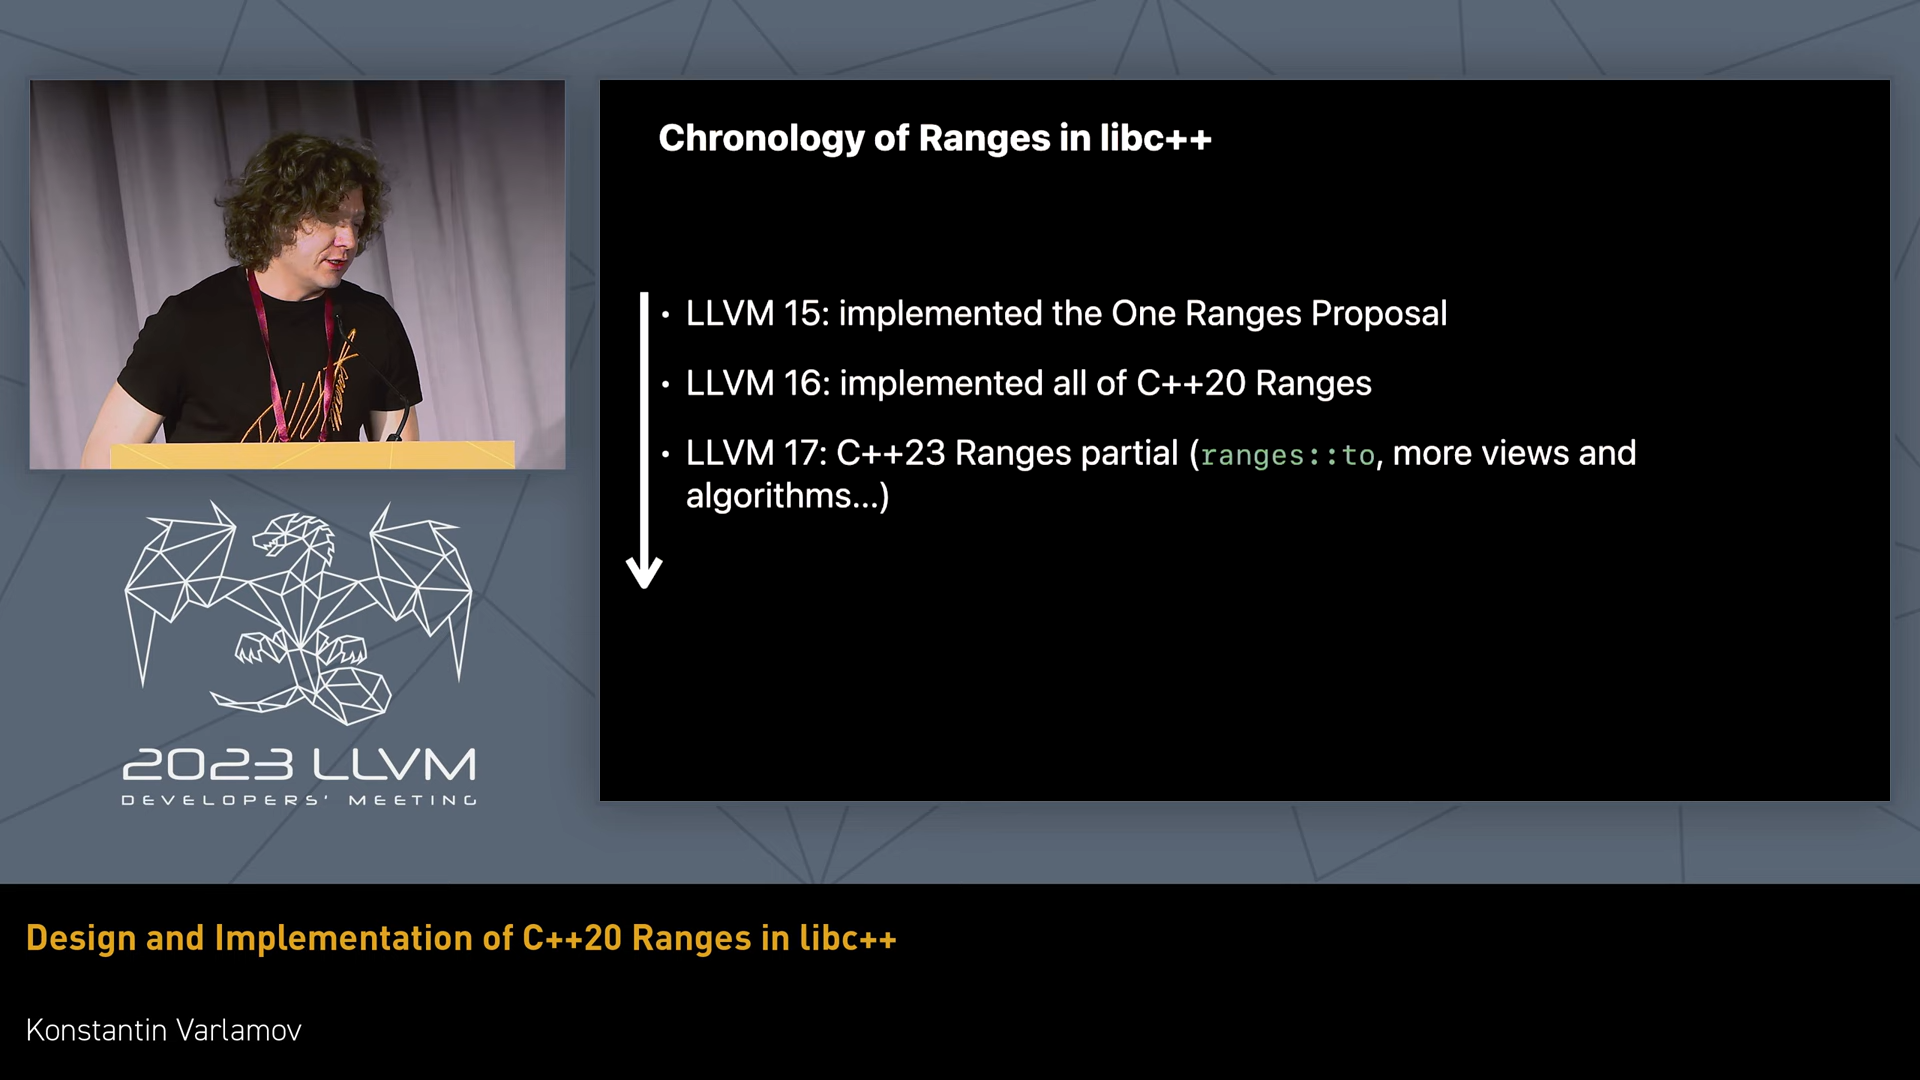 Chronology of Ranges in libc++
• LLVM 15: implemented the One Ranges Proposal
• LLVM 16: implemented all of C++20 Ranges
• LLVM 17: C++23 Ranges partial (ranges::to, more views and
algorithms...)
2023 LLVM
DEVELOPERS' MEETING
Design and Implementation of C++20 Ranges in libc++
Konstantin Varlamov